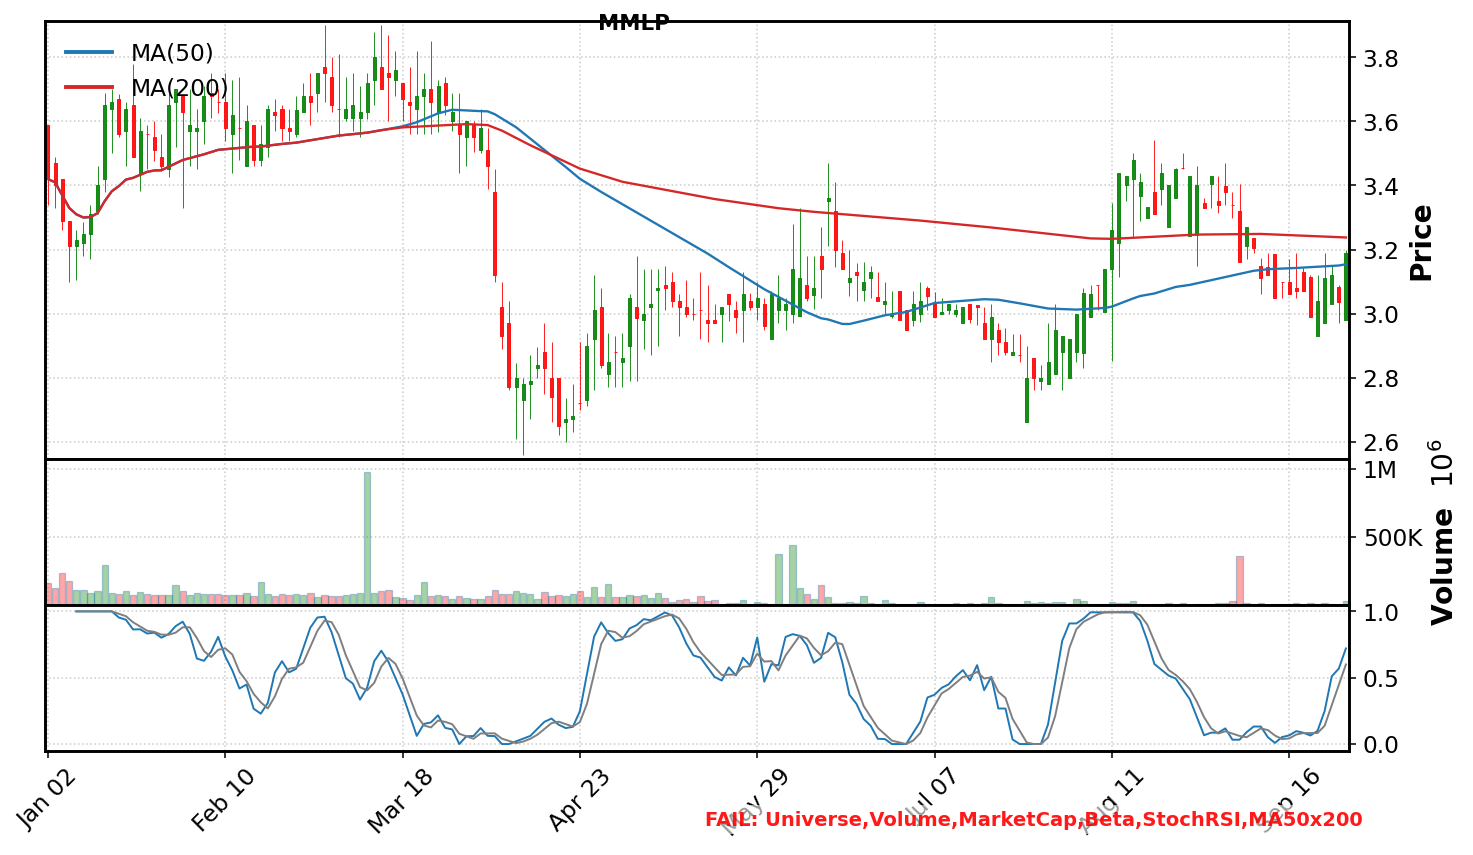 MMLP
MA(50)
MA(200)
3.8
3.6
3.4
3.2
3.0
2.8
2.6
Price
1M
500K
Volume 10^6
1.0
0.5
0.0
Jan 02
Feb 10
Mar 18
Apr 23
May 29
Jul 07
Aug 11
Sep 16
FAIL: Universe,Volume,MarketCap,Beta,StochRSI,MA50x200